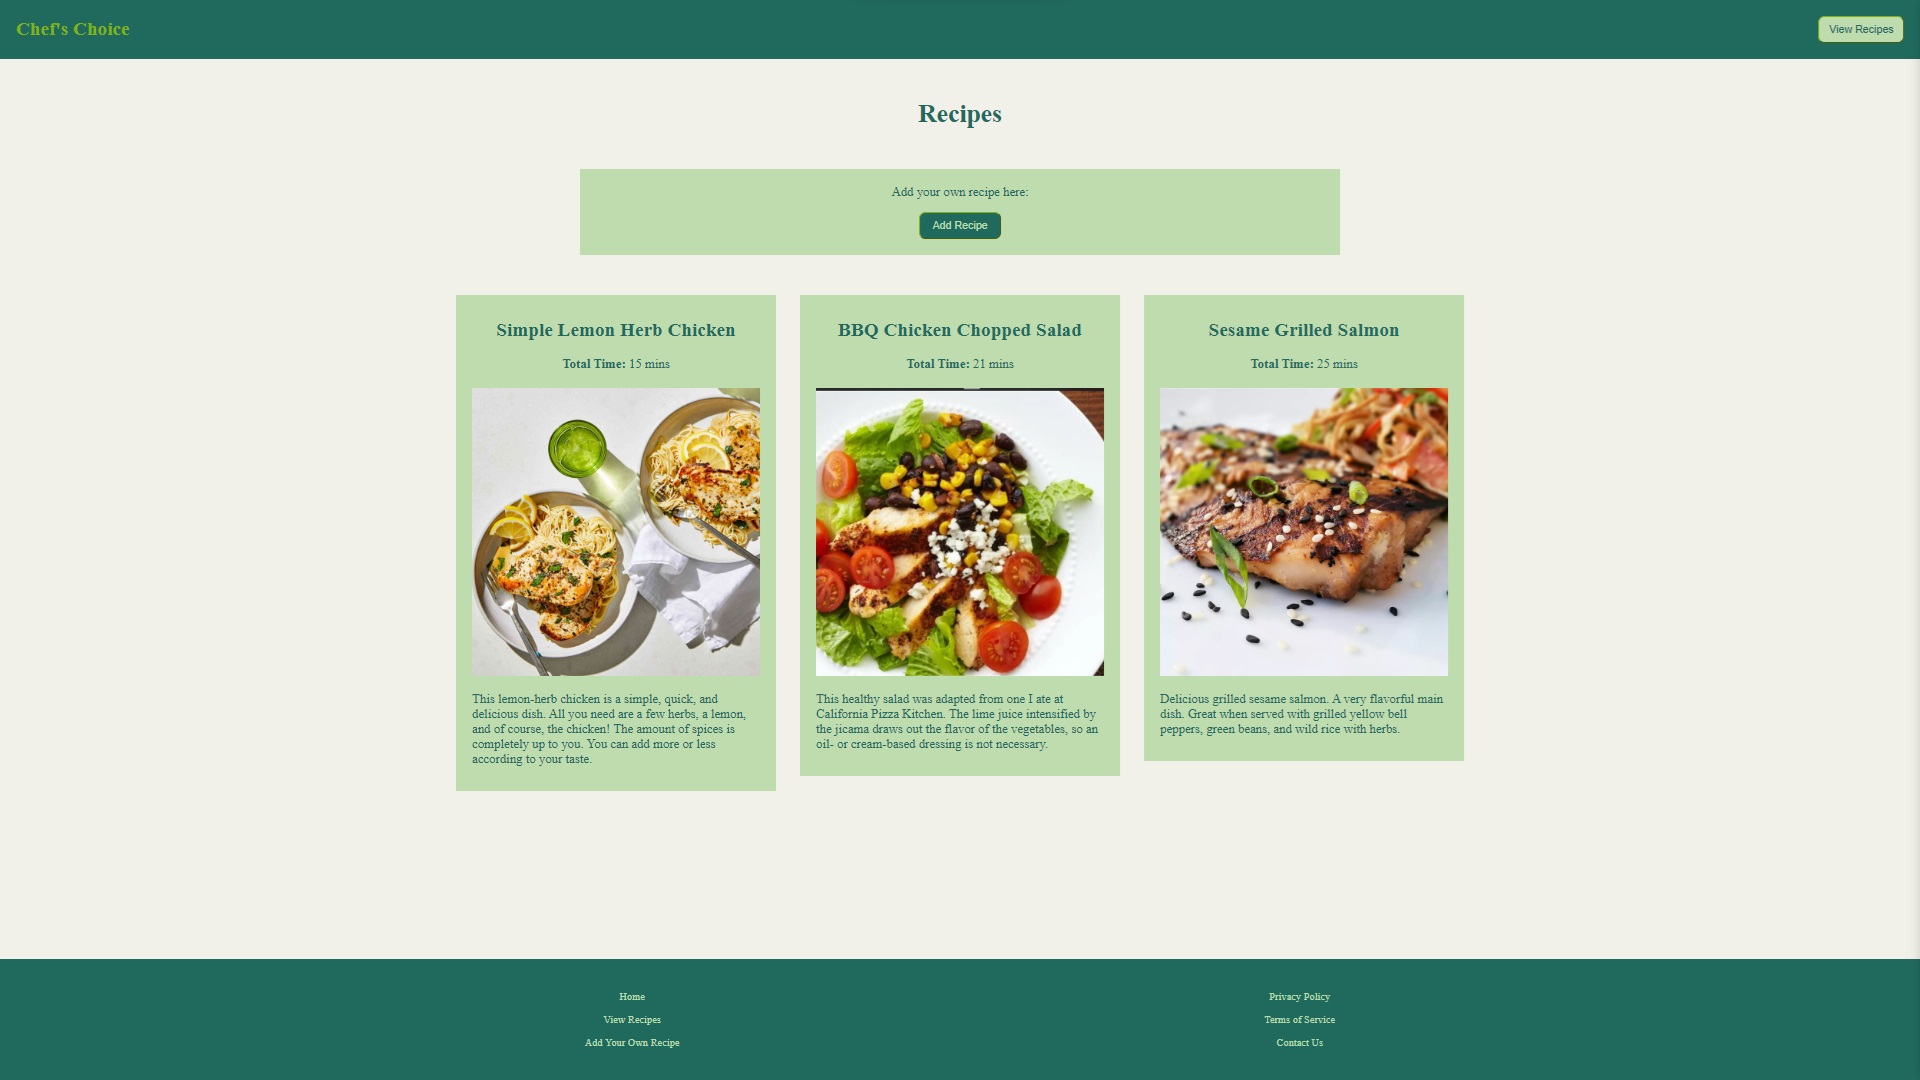 Chef's Choice
View Recipes
Recipes
Add your own recipe here:
Add Recipe
Simple Lemon Herb Chicken
Total Time: 15 mins
This lemon-herb chicken is a simple, quick, and
delicious dish. All you need are a few herbs, a lemon,
and of course, the chicken! The amount of spices is
completely up to you. You can add more or less
according to your taste.
BBQ Chicken Chopped Salad
Total Time: 21 mins
This healthy salad was adapted from one I ate at
California Pizza Kitchen. The lime juice intensified by
the jicama draws out the flavor of the vegetables, so an
oil- or cream-based dressing is not necessary.
Sesame Grilled Salmon
Total Time: 25 mins
Delicious grilled sesame salmon. A very flavorful main
dish. Great when served with grilled yellow bell
peppers, green beans, and wild rice with herbs.
Home
View Recipes
Add Your Own Recipe
Privacy Policy
Terms of Service
Contact Us